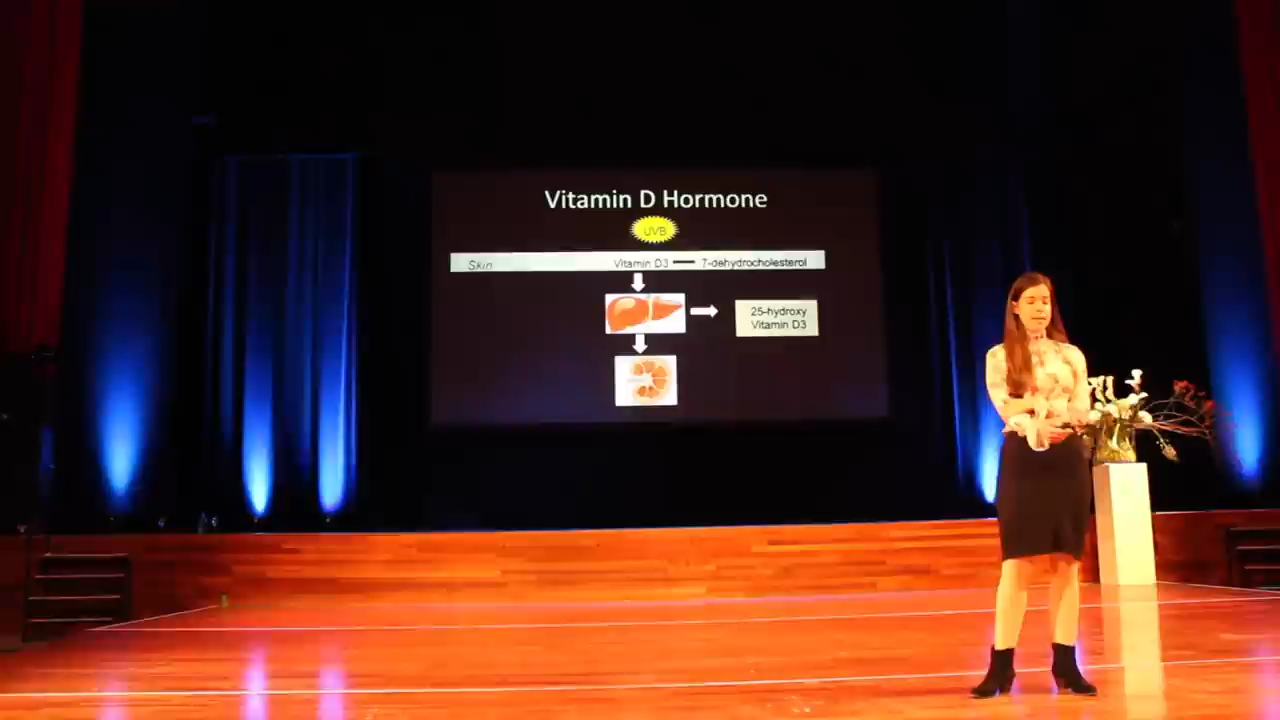 Vitamin D Hormone
UVB
Skin Vitamin D3 7-dehydrocholesterol
25-hydroxy
Vitamin D3